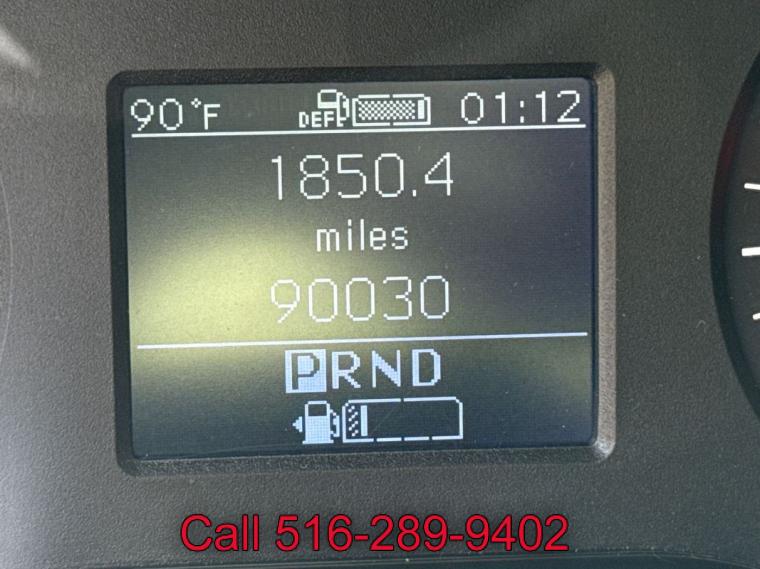 90°F DEF 01:12
1850.4
miles
90030
PRND
Call 516-289-9402